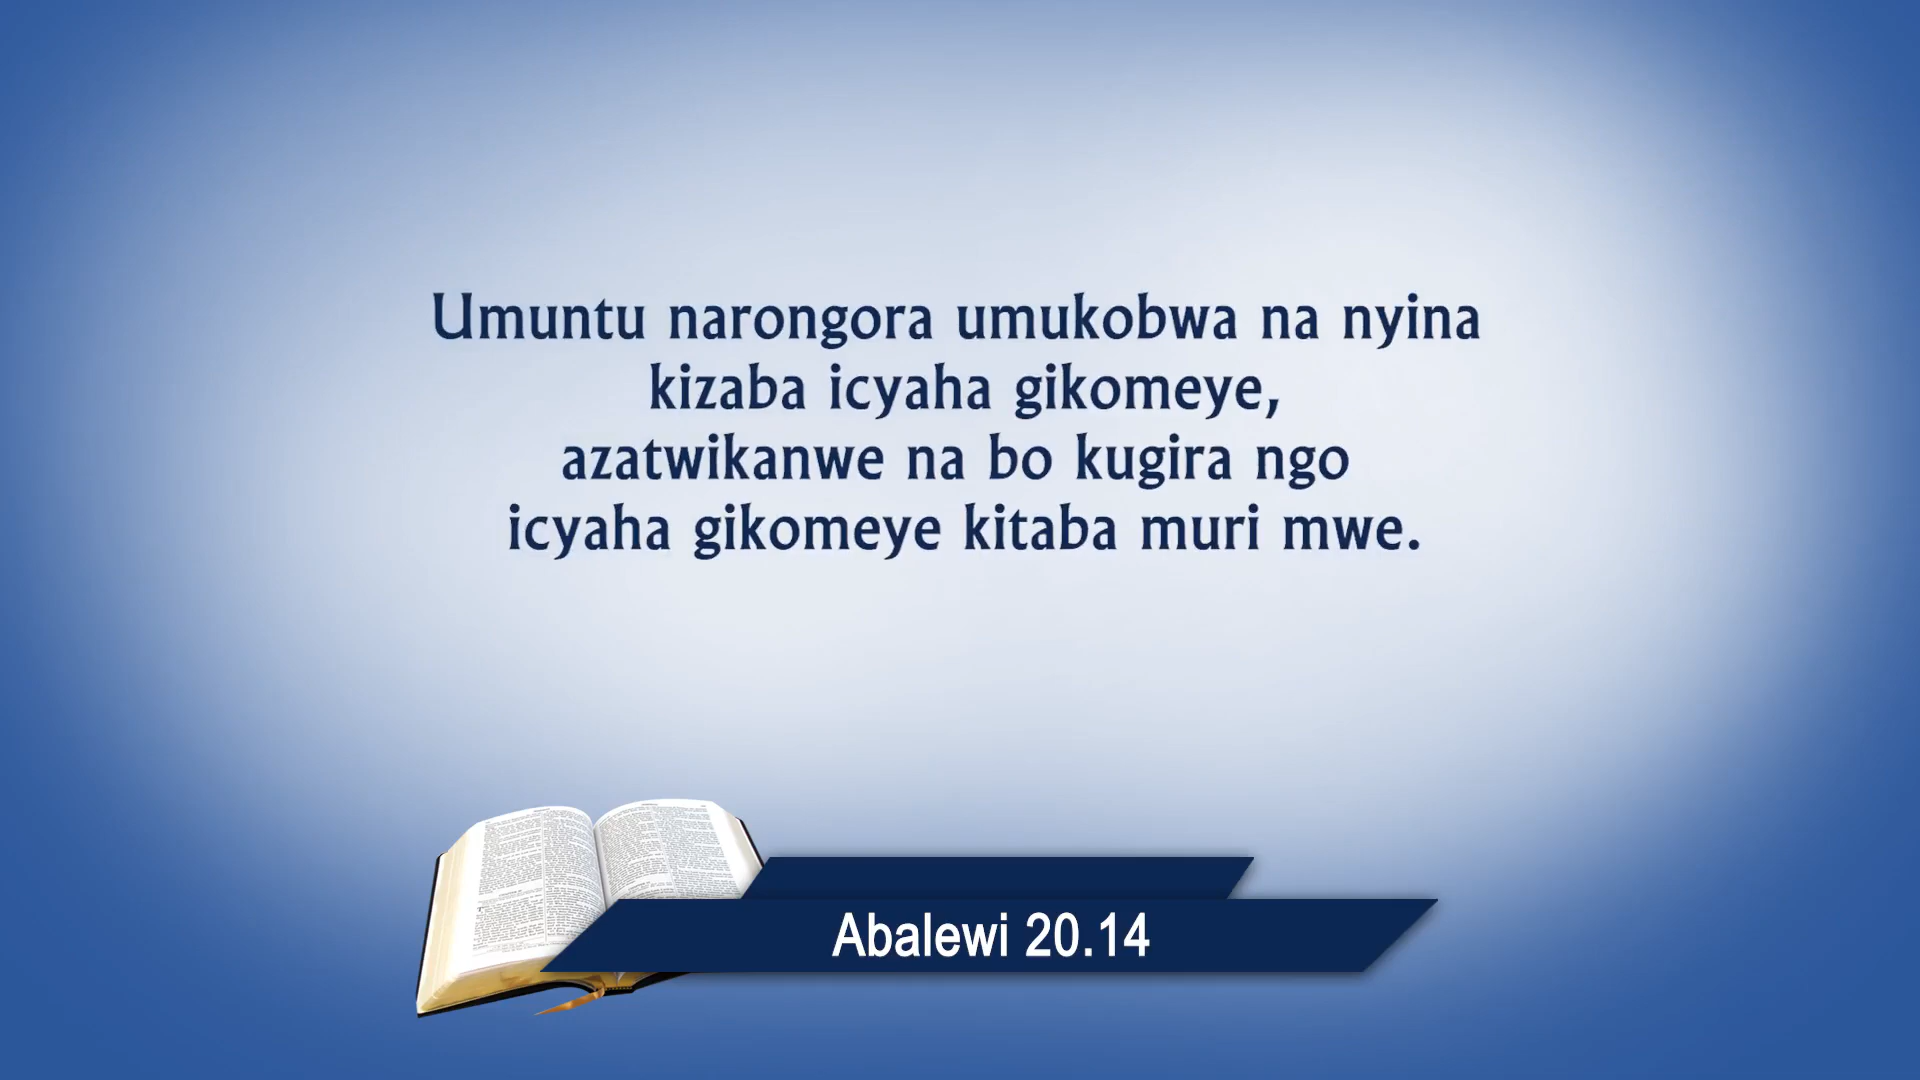 Umuntu narongora umukobwa na nyina
kizaba icyaha gikomeye,
azatwikanwe na bo kugira ngo
icyaha gikomeye kitaba muri mwe.
Abalewi 20.14